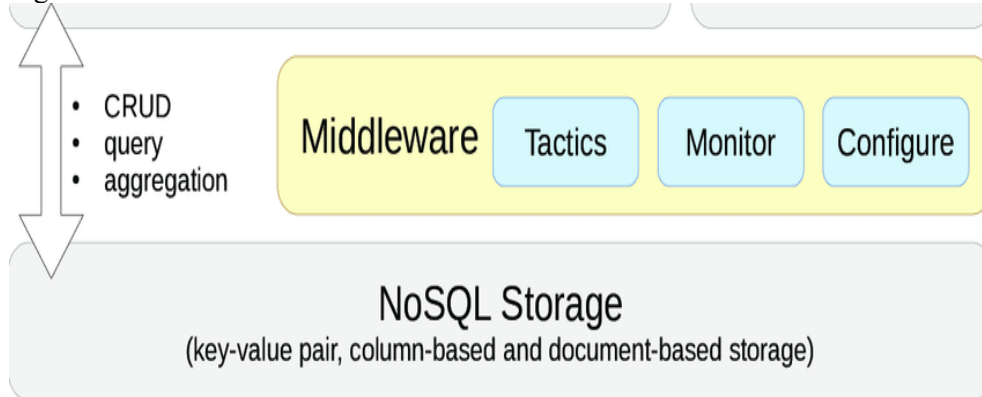 • CRUD
• query
• aggregation
Middleware
Tactics
Monitor
Configure
NoSQL Storage
(key-value pair, column-based and document-based storage)